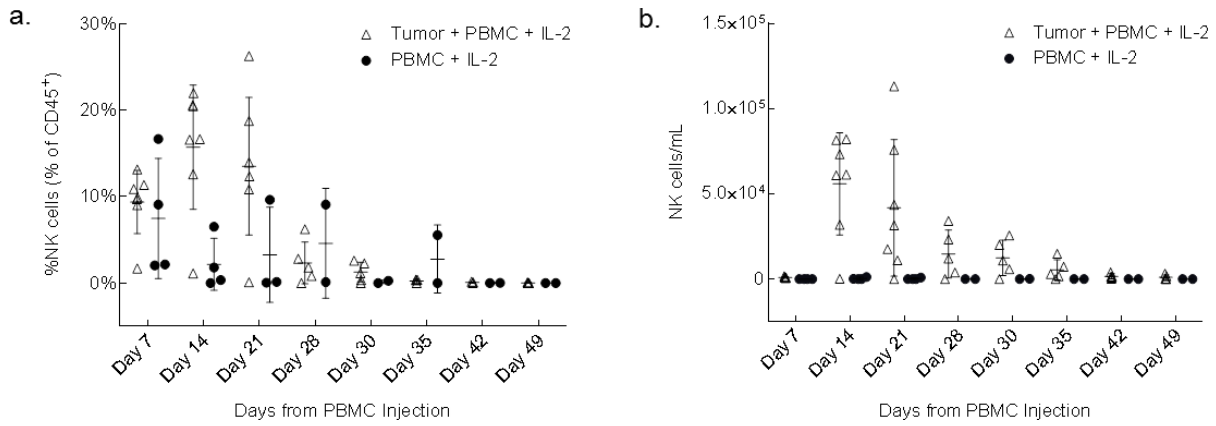 a.
30%
20%
10%
0%
%NK cells (% of CD45⁺)
Tumor + PBMC + IL-2
PBMC + IL-2
Day 7
Day 14
Day 21
Day 28
Day 30
Day 35
Day 42
Day 49
Days from PBMC Injection
b.
1.5×10⁵
1.0×10⁵
5.0×10⁴
0
NK cells/mL
Tumor + PBMC + IL-2
PBMC + IL-2
Day 7
Day 14
Day 21
Day 28
Day 30
Day 35
Day 42
Day 49
Days from PBMC Injection